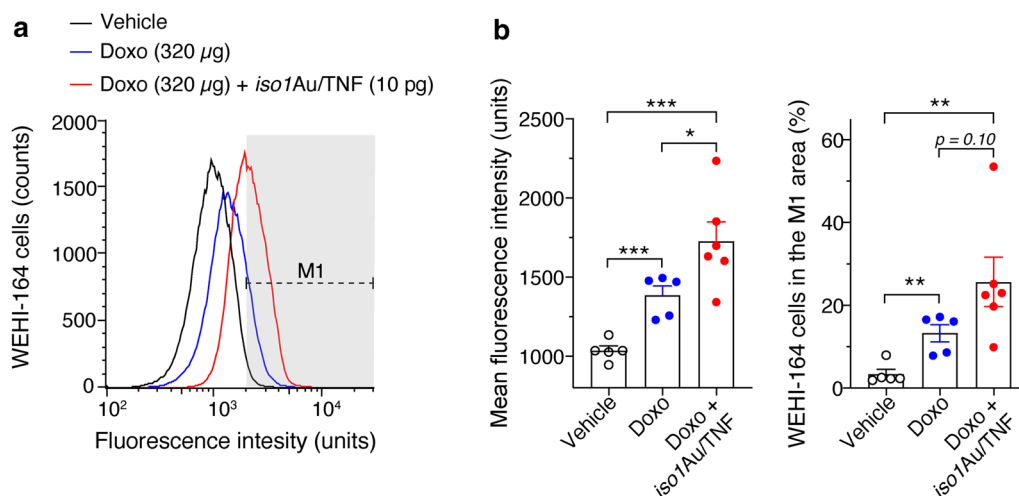 a
Vehicle
Doxo (320 µg)
Doxo (320 µg) + iso1Au/TNF (10 pg)
WEHI-164 cells (counts)
2000
1500
1000
500
0
M1
10²
10³
10⁴
Fluorescence intesity (units)
b
Mean fluorescence intensity (units)
2500
2000
1500
1000
***
*
***
Vehicle
Doxo
Doxo +
iso1Au/TNF
WEHI-164 cells in the M1 area (%)
60
40
20
0
**
p = 0.10
**
Vehicle
Doxo
Doxo +
iso1Au/TNF